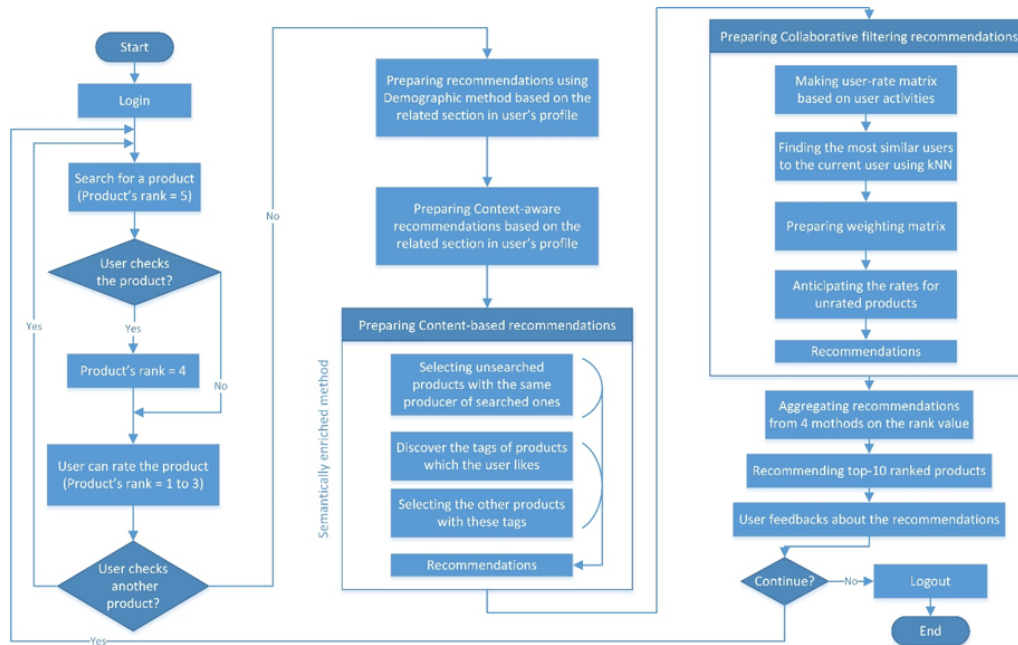 Start
Login
Search for a product
(Product's rank = 5)
User checks
the product?
Yes
No
Product's rank = 4
User can rate the product
(Product's rank = 1 to 3)
User checks
another
product?
Yes
No
Preparing recommendations using
Demographic method based on the
related section in user's profile
Preparing Context-aware
recommendations based on the
related section in user's profile
Preparing Content-based recommendations
Semantically enriched method
Selecting unsearched
products with the same
producer of searched ones
Discover the tags of products
which the user likes
Selecting the other products
with these tags
Recommendations
Preparing Collaborative filtering recommendations
Making user-rate matrix
based on user activities
Finding the most similar users
to the current user using kNN
Preparing weighting matrix
Anticipating the rates for
unrated products
Recommendations
Aggregating recommendations
from 4 mothods on the rank value
Recommending top-10 ranked products
User feedbacks about the recommendations
Continue?
No
Logout
End
Yes